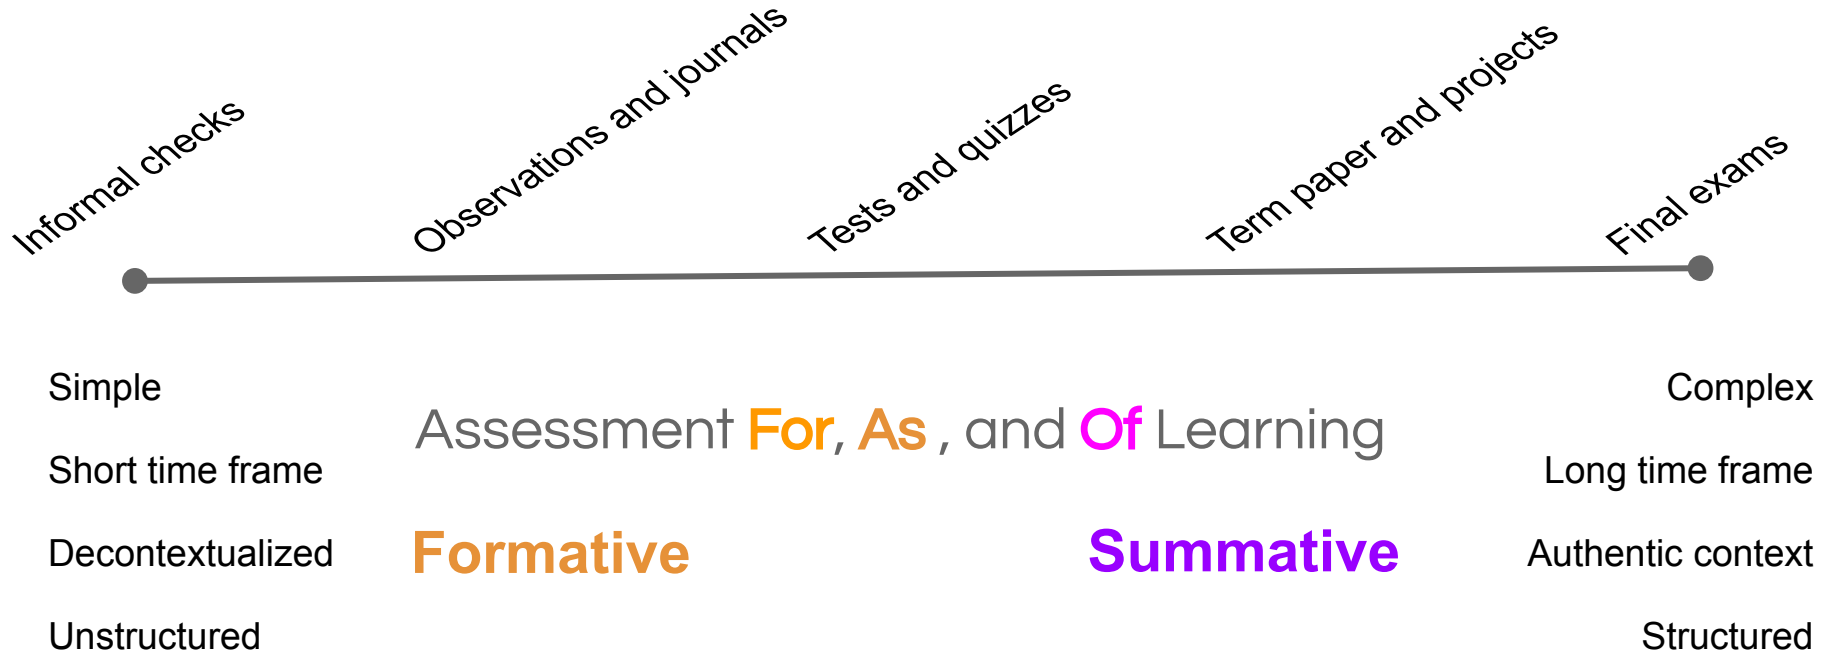 Informal checks
Observations and journals
Tests and quizzes
Term paper and projects
Final exams
Simple
Complex
Assessment For, As , and Of Learning
Short time frame
Long time frame
Decontextualized
Formative
Summative
Authentic context
Unstructured
Structured